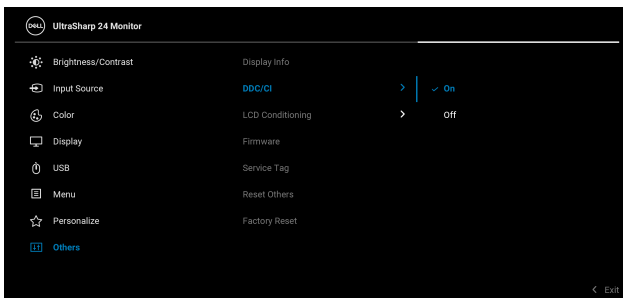 DELL UltraSharp 24 Monitor
Brightness/Contrast Display Info
Input Source DDC/CI > ✓ On
Color LCD Conditioning > Off
Display Firmware
USB Service Tag
Menu Reset Others
Personalize Factory Reset
Others
< Exit